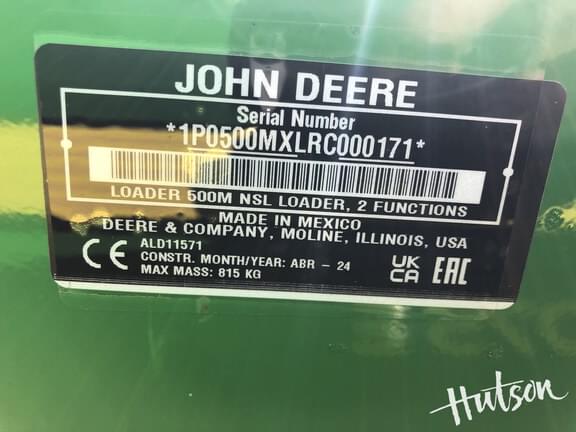 JOHN DEERE
Serial Number
*1P0500MXLRC000171*
LOADER 500M NSL LOADER, 2 FUNCTIONS
MADE IN MEXICO
DEERE & COMPANY, MOLINE, ILLINOIS, USA
CE
ALD11571
CONSTR. MONTH/YEAR: ABR - 24
MAX MASS: 815 KG
UK
CA
EAC
Hutson